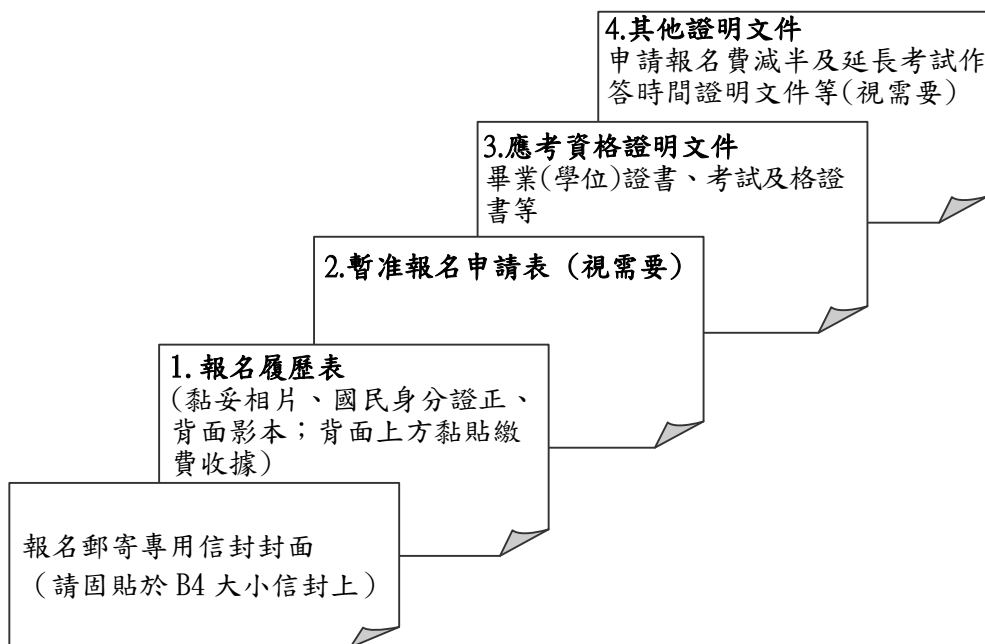 4.其他證明文件
申請報名費減半及延長考試作
答時間證明文件等(視需要)
3.應考資格證明文件
畢業(學位)證書、考試及格證
書等
2.暫准報名申請表（視需要）
1.報名履歷表
(黏妥相片、國民身分證正、
背面影本；背面上方黏貼繳
費收據)
報名郵寄專用信封封面
（請固貼於 B4 大小信封上）